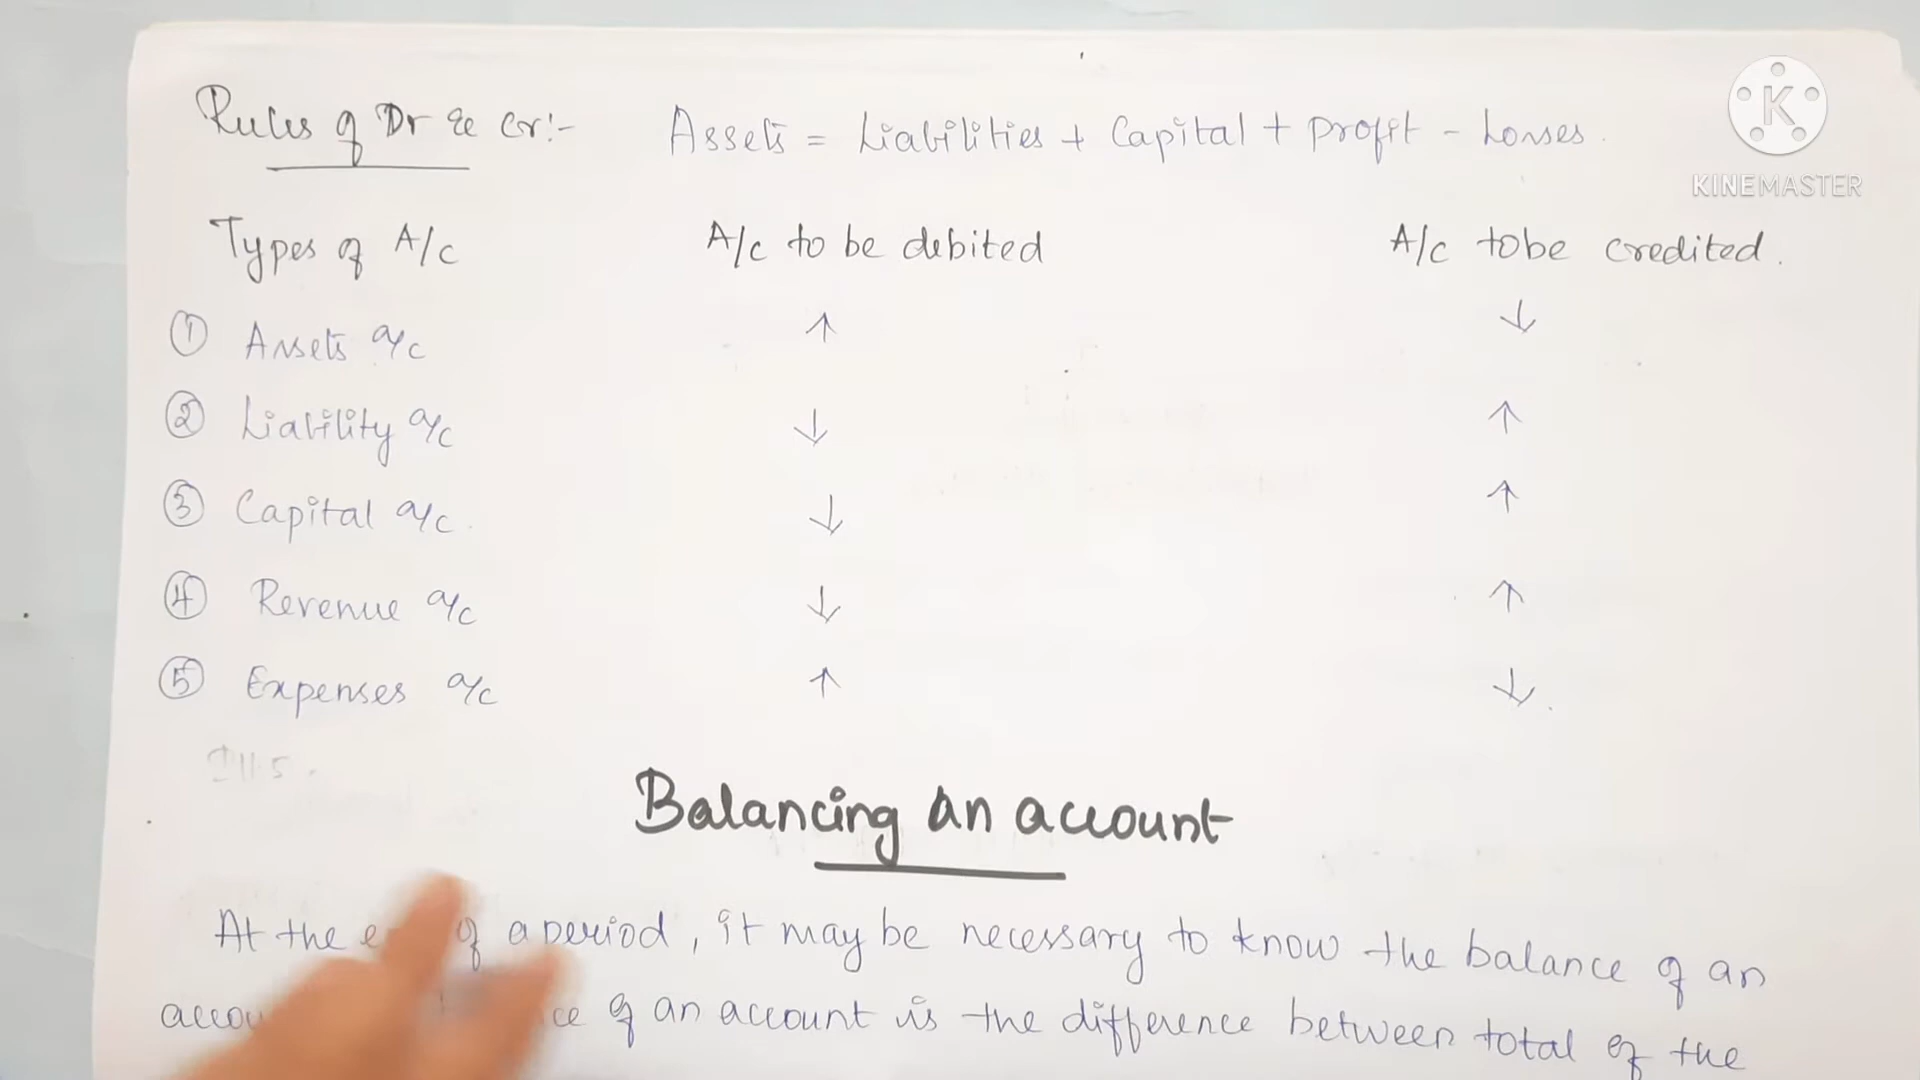 Rules of Dr & Cr:-
Assets = Liabilities + Capital + Profit - Losses.
K
KINEMASTER
Types of A/c A/c to be debited A/c tobe credited.
① Assets a/c ↑ ↓
② Liability a/c ↓ ↑
③ Capital a/c. ↓ ↑
④ Revenue a/c ↓ ↑
⑤ Expenses a/c ↑ ↓.
Balancing an account
At the of a period, it may be necessary to know the balance of an
of an account is the difference between total of the